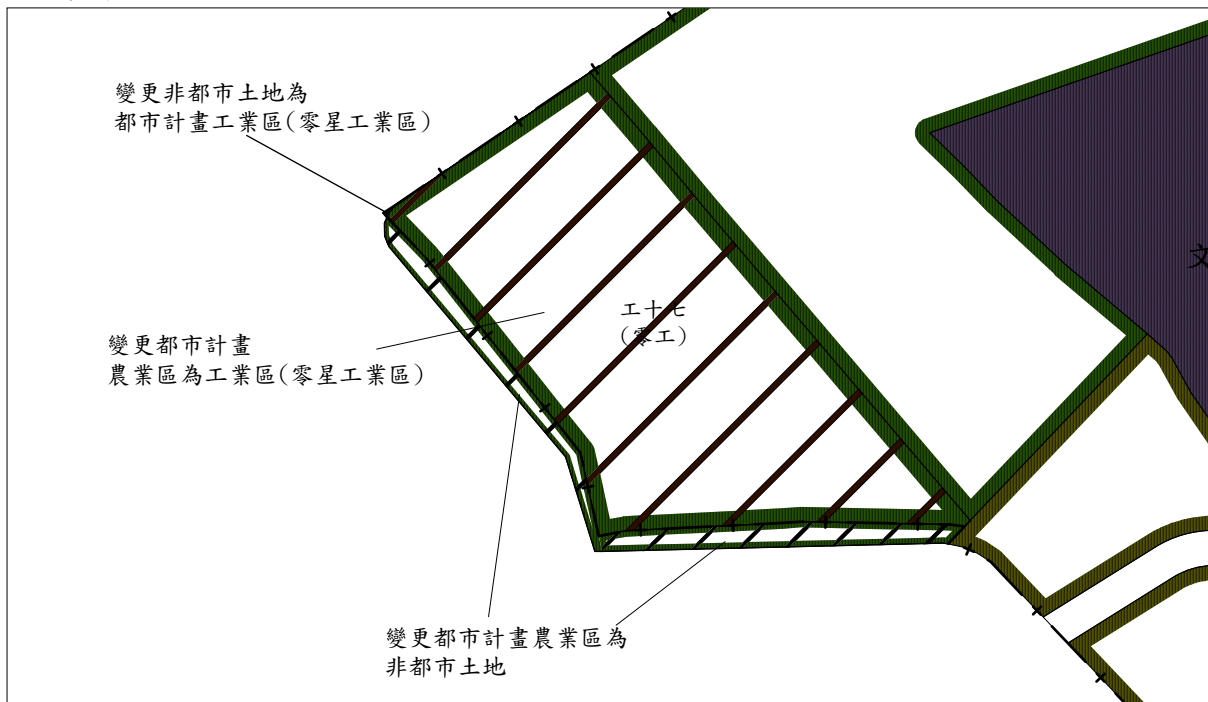 變更非都市土地為
都市計畫工業區(零星工業區)
工十七
(零工)
文
變更都市計畫
農業區為工業區(零星工業區)
變更都市計畫農業區為
非都市土地